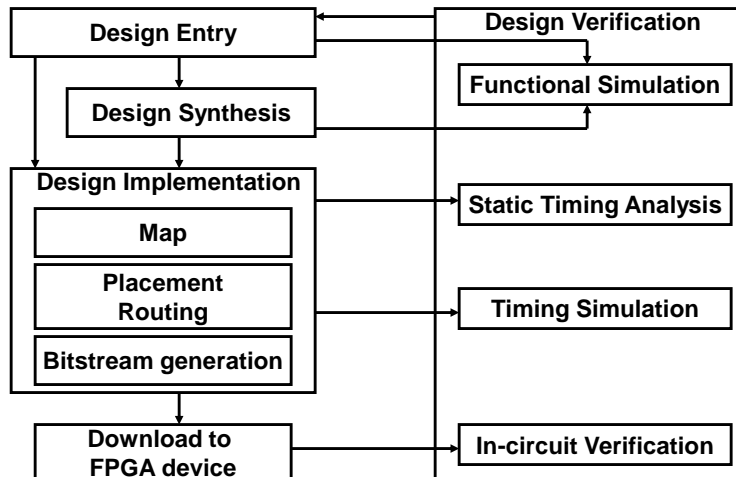 Design Entry
Design Verification
Functional Simulation
Design Synthesis
Design Implementation
Static Timing Analysis
Map
Placement
Routing
Timing Simulation
Bitstream generation
Download to
FPGA device
In-circuit Verification